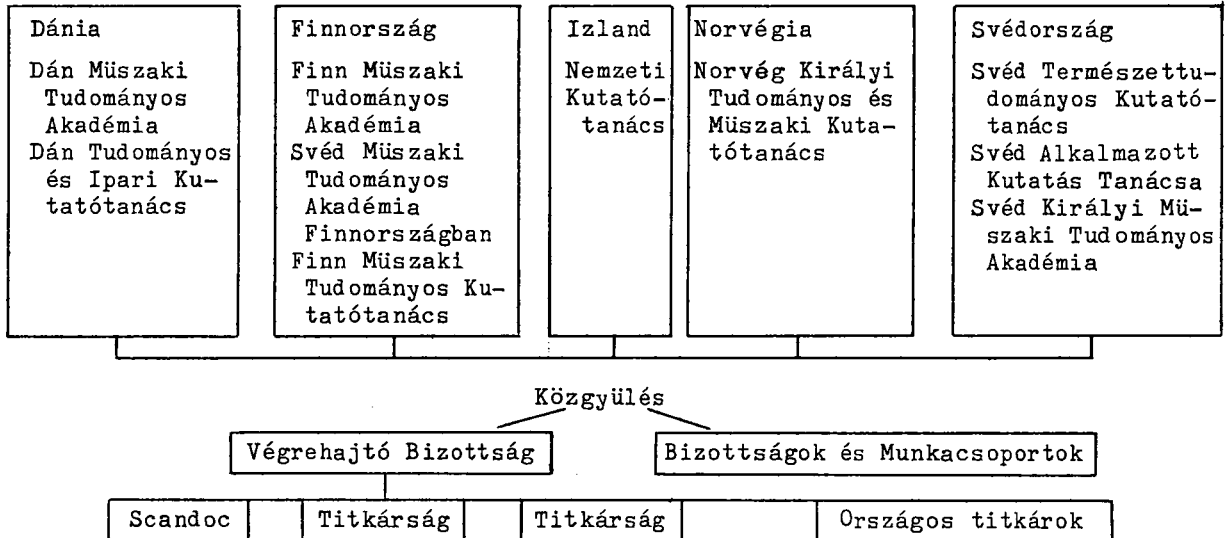 Dánia
Dán Müszaki
Tudományos
Akadémia
Dán Tudományos
és Ipari Ku-
tatótanács
Finnország
Finn Müszaki
Tudományos
Akadémia
Svéd Müszaki
Tudományos
Akadémia
Finnországban
Finn Müszaki
Tudományos Ku-
tatótanács
Izland
Nemzeti
Kutató-
tanács
Norvégia
Norvég Királyi
Tudományos és
Müszaki Kuta-
tótanács
Svédország
Svéd Természettu-
dományos Kutató-
tanács
Svéd Alkalmazott
Kutatás Tanácsa
Svéd Királyi Mü-
szaki Tudományos
Akadémia
Közgyülés
Végrehajtó Bizottság
Bizottságok és Munkacsoportok
Scandoc
Titkárság
Titkárság
Országos titkárok